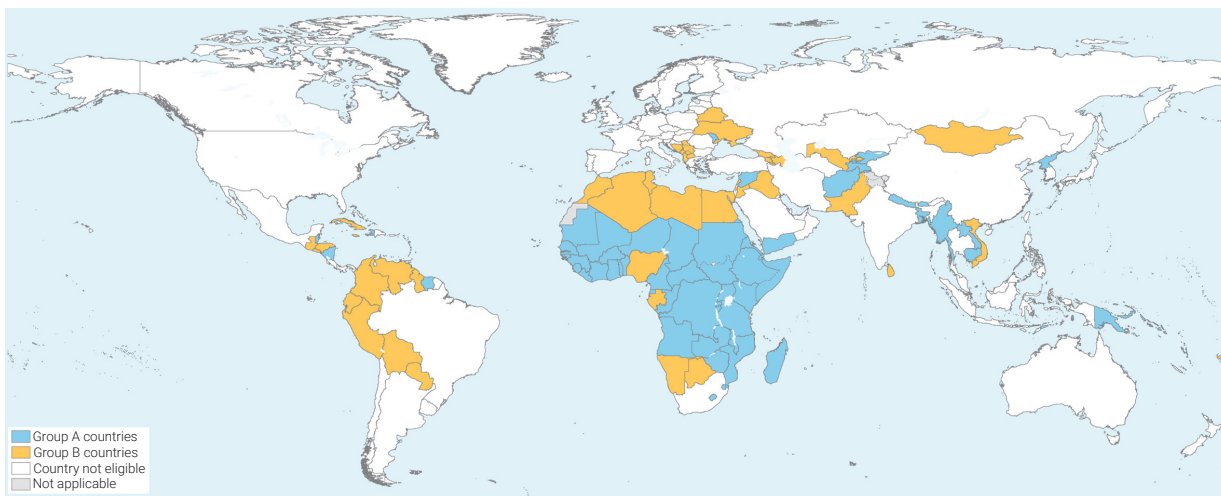 Group A countries
Group B countries
Country not eligible
Not applicable